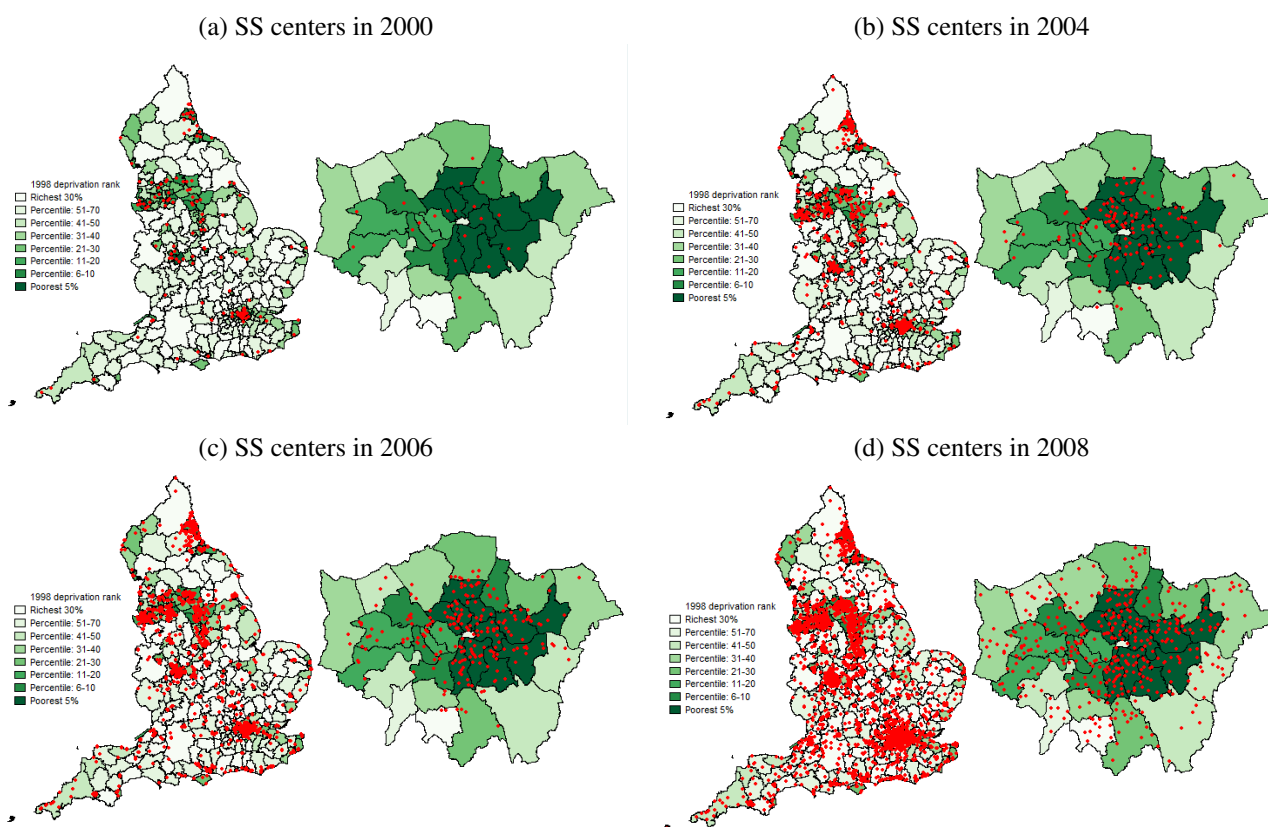 (a) SS centers in 2000
(b) SS centers in 2004
1998 deprivation rank
Richest 30%
Percentile: 51-70
Percentile: 41-50
Percentile: 31-40
Percentile: 21-30
Percentile: 11-20
Percentile: 6-10
Poorest 5%
1998 deprivation rank
Richest 30%
Percentile: 51-70
Percentile: 41-50
Percentile: 31-40
Percentile: 21-30
Percentile: 11-20
Percentile: 6-10
Poorest 5%
(c) SS centers in 2006
(d) SS centers in 2008
1998 deprivation rank
Richest 30%
Percentile: 51-70
Percentile: 41-50
Percentile: 31-40
Percentile: 21-30
Percentile: 11-20
Percentile: 6-10
Poorest 5%
1998 deprivation rank
Richest 30%
Percentile: 51-70
Percentile: 41-50
Percentile: 31-40
Percentile: 21-30
Percentile: 11-20
Percentile: 6-10
Poorest 5%